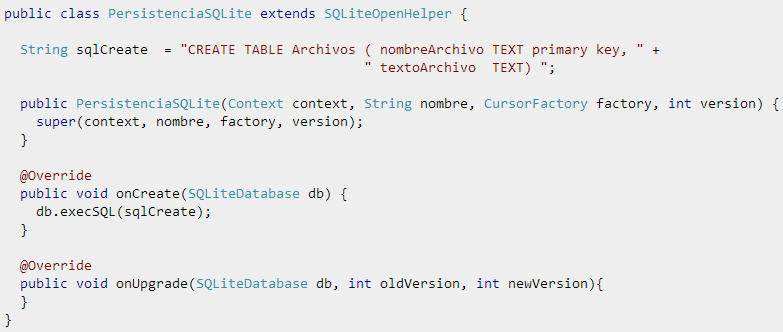 public class PersistenciaSQLite extends SQLiteOpenHelper {
String sqlCreate  = "CREATE TABLE Archivos ( nombreArchivo TEXT primary key, " +
" textoArchivo  TEXT) ";
public PersistenciaSQLite(Context context, String nombre, CursorFactory factory, int version) {
super(context, nombre, factory, version);
}
@Override
public void onCreate(SQLiteDatabase db) {
db.execSQL(sqlCreate);
}
@Override
public void onUpgrade(SQLiteDatabase db, int oldVersion, int newVersion){
}
}